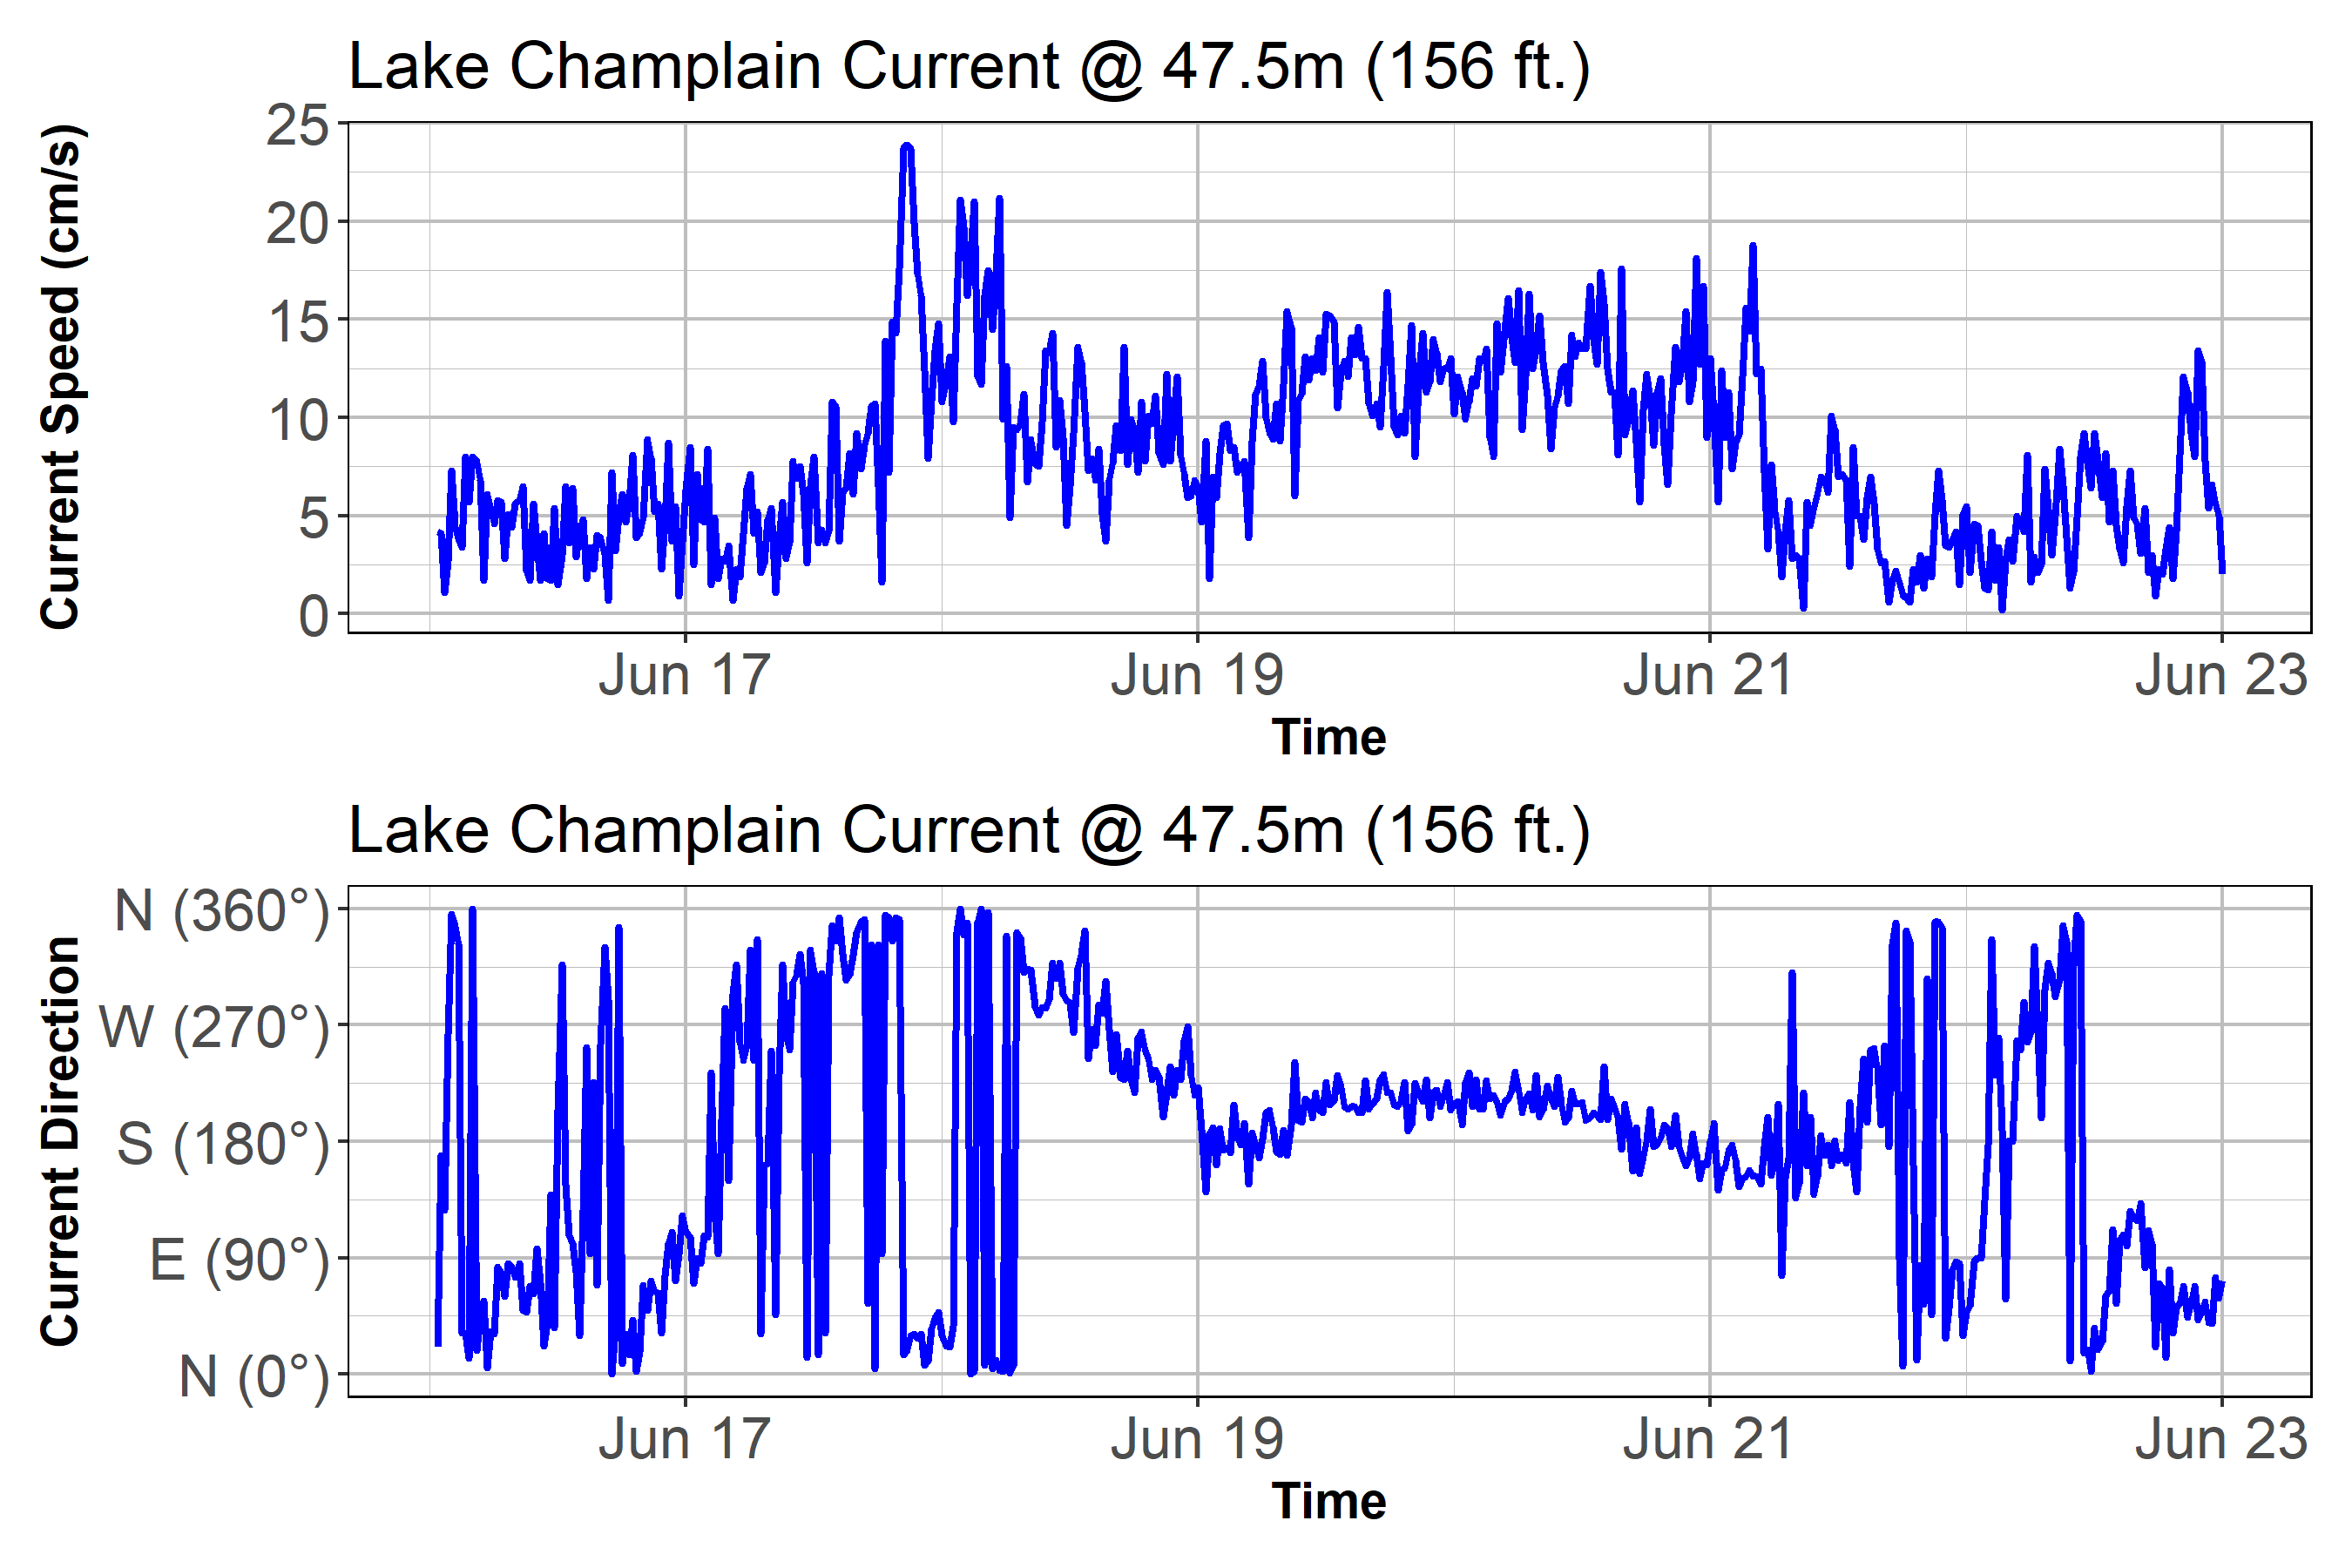 Lake Champlain Current @ 47.5m (156 ft.)
Current Speed (cm/s)
25
20
15
10
5
0
Jun 17 Jun 19 Jun 21 Jun 23
Time
Lake Champlain Current @ 47.5m (156 ft.)
Current Direction
N (360°)
W (270°)
S (180°)
E (90°)
N (0°)
Jun 17 Jun 19 Jun 21 Jun 23
Time